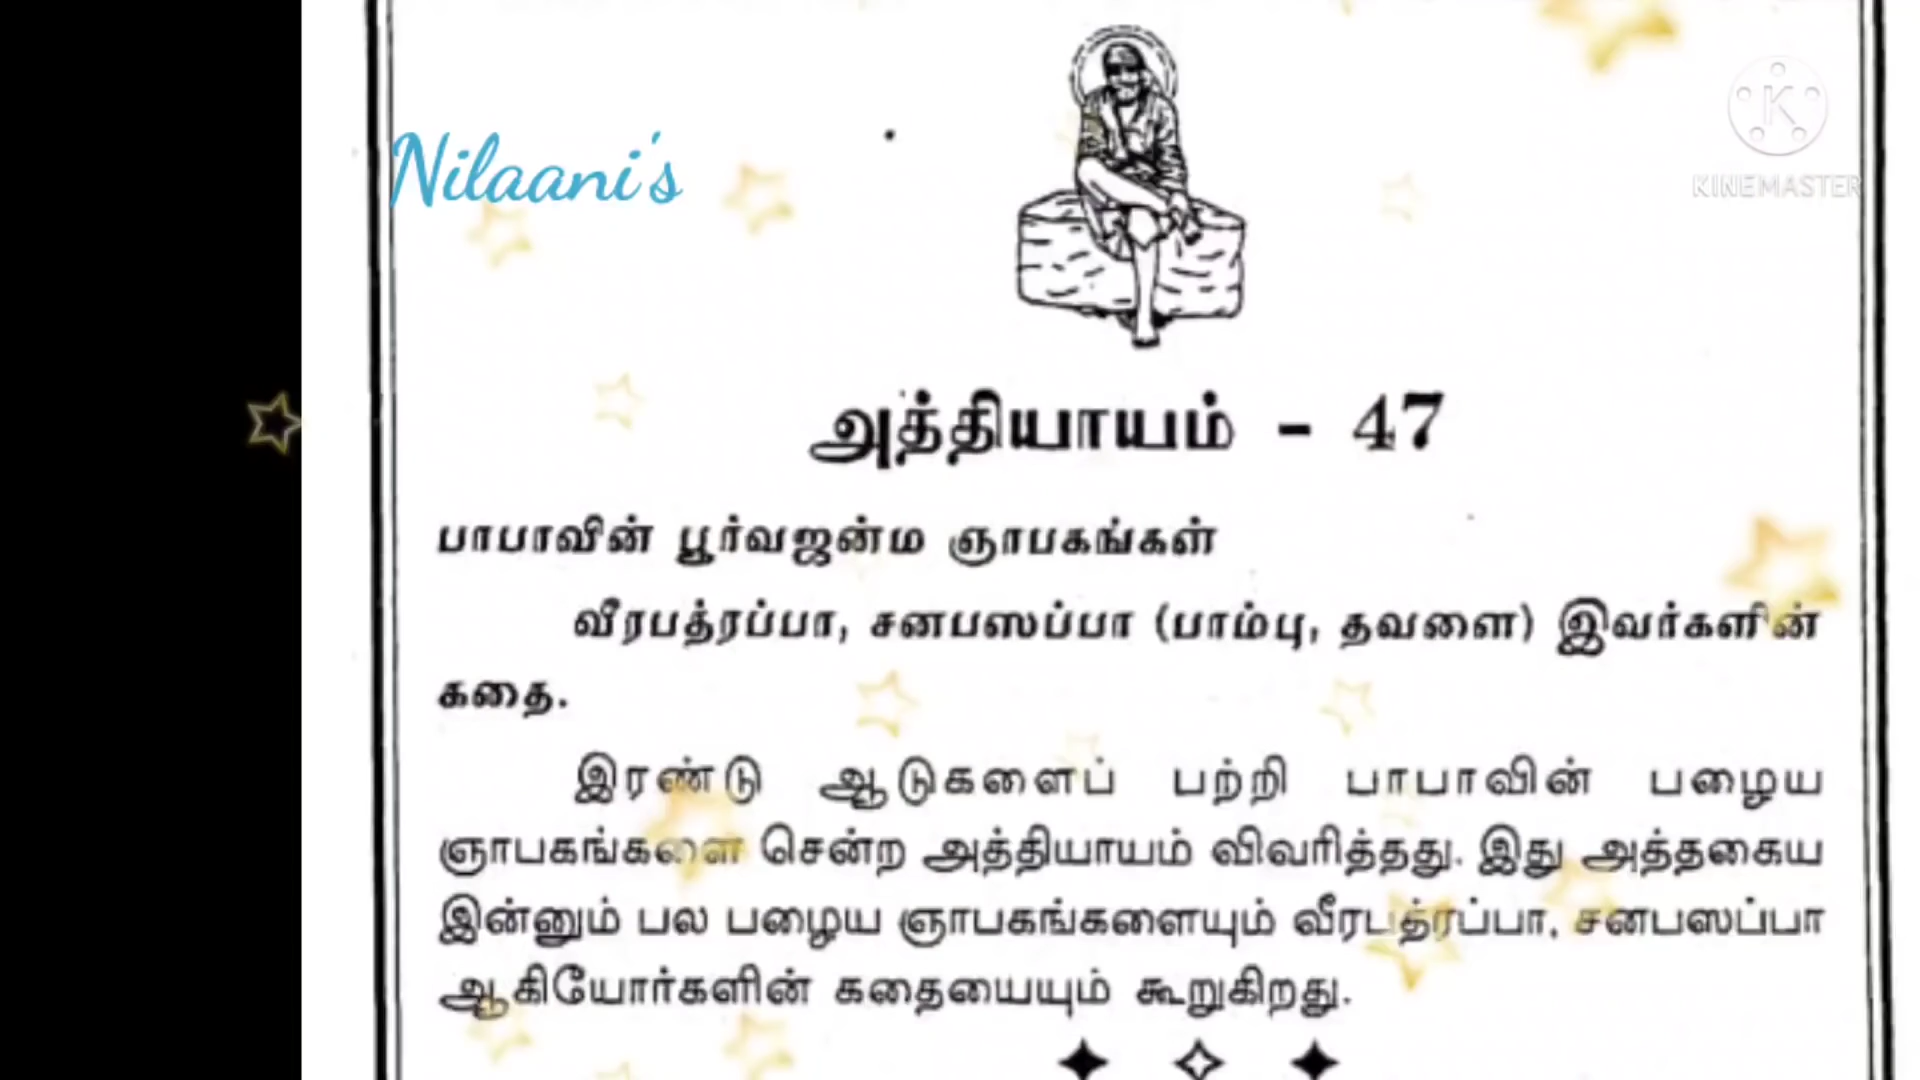 Nilaani's
KINEMASTER
அத்தியாயம் - 47
பாபாவின் பூர்வஜன்ம ஞாபகங்கள்
வீரபத்ரப்பா, சனபஸப்பா (பாம்பு, தவளை) இவர்களின்
கதை.
இரண்டு ஆடுகளைப் பற்றி பாபாவின் பழைய
ஞாபகங்களை சென்ற அத்தியாயம் விவரித்தது. இது அத்தகைய
இன்னும் பல பழைய ஞாபகங்களையும் வீரபத்ரப்பா, சனபஸப்பா
ஆகியோர்களின் கதையையும் கூறுகிறது.